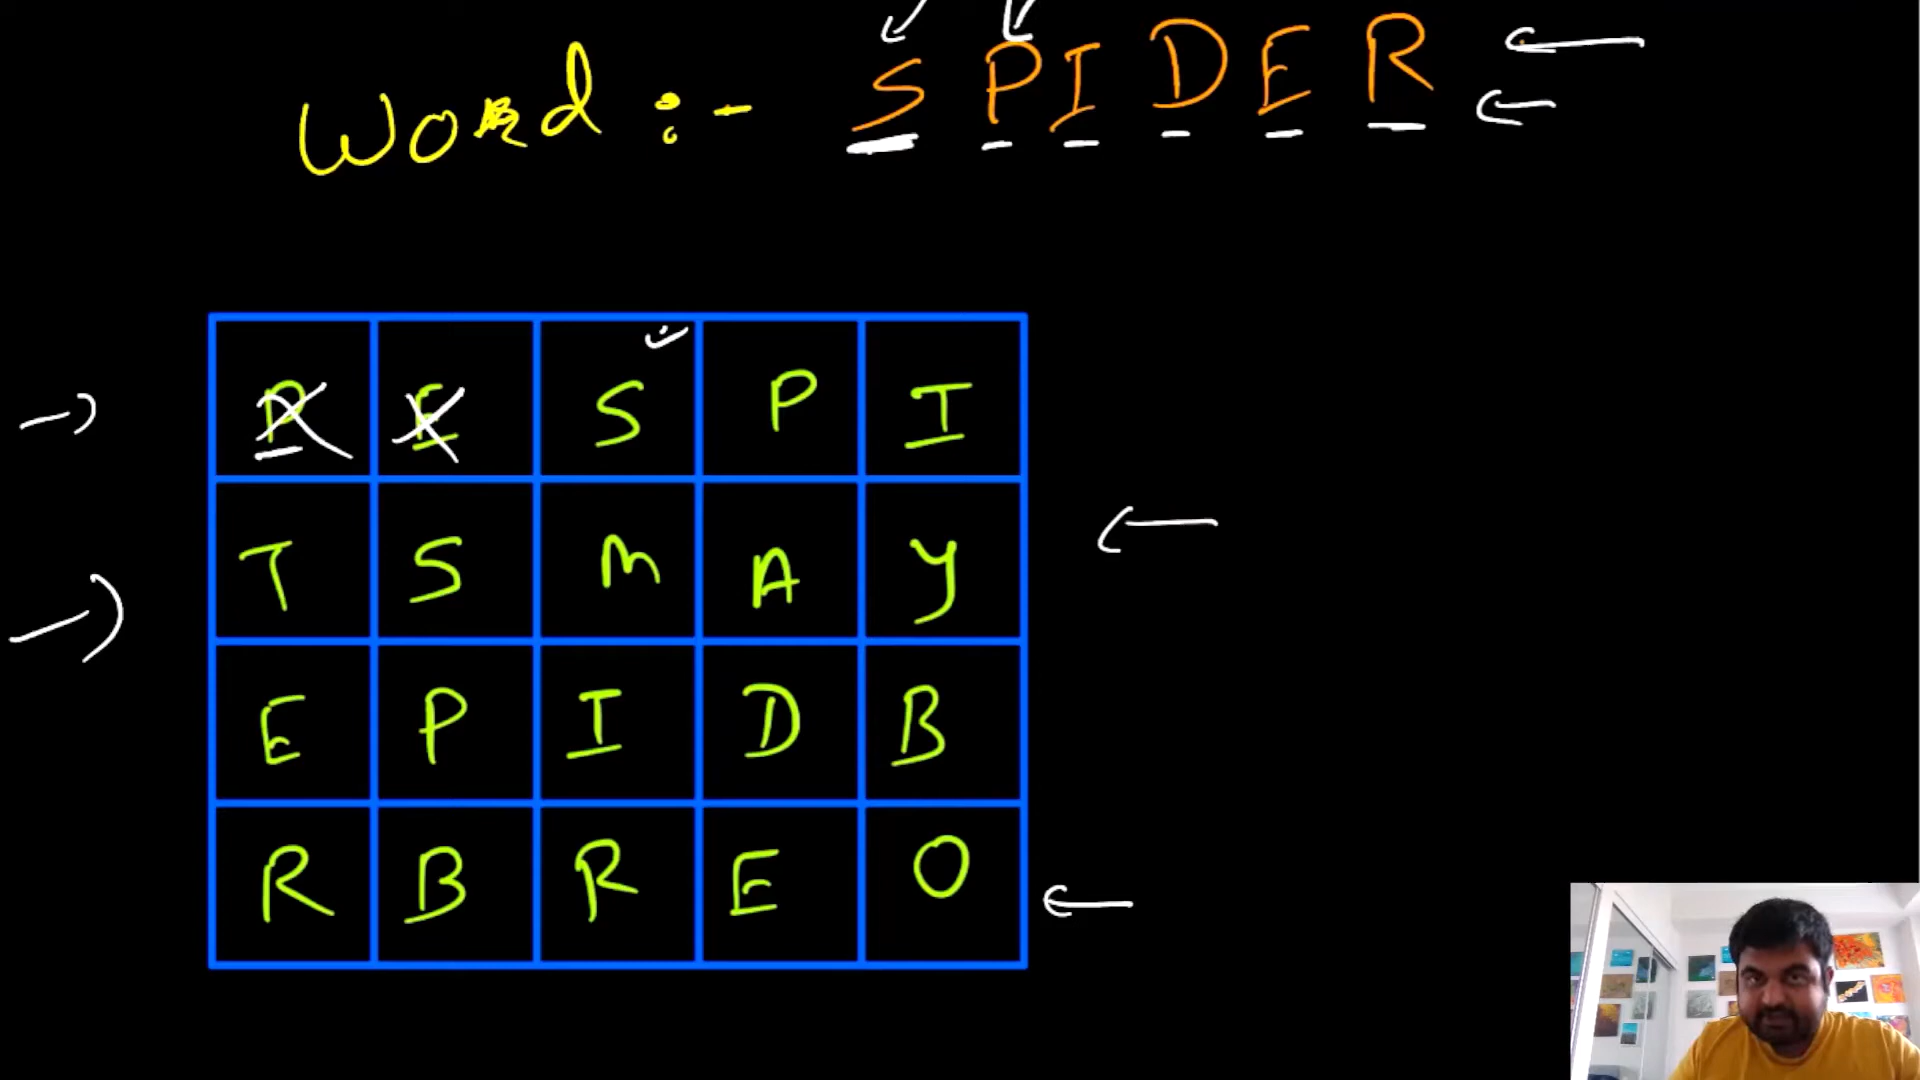 Word :- SPIDER
P E S P I
T S M A Y
E P I D B
R B R E O